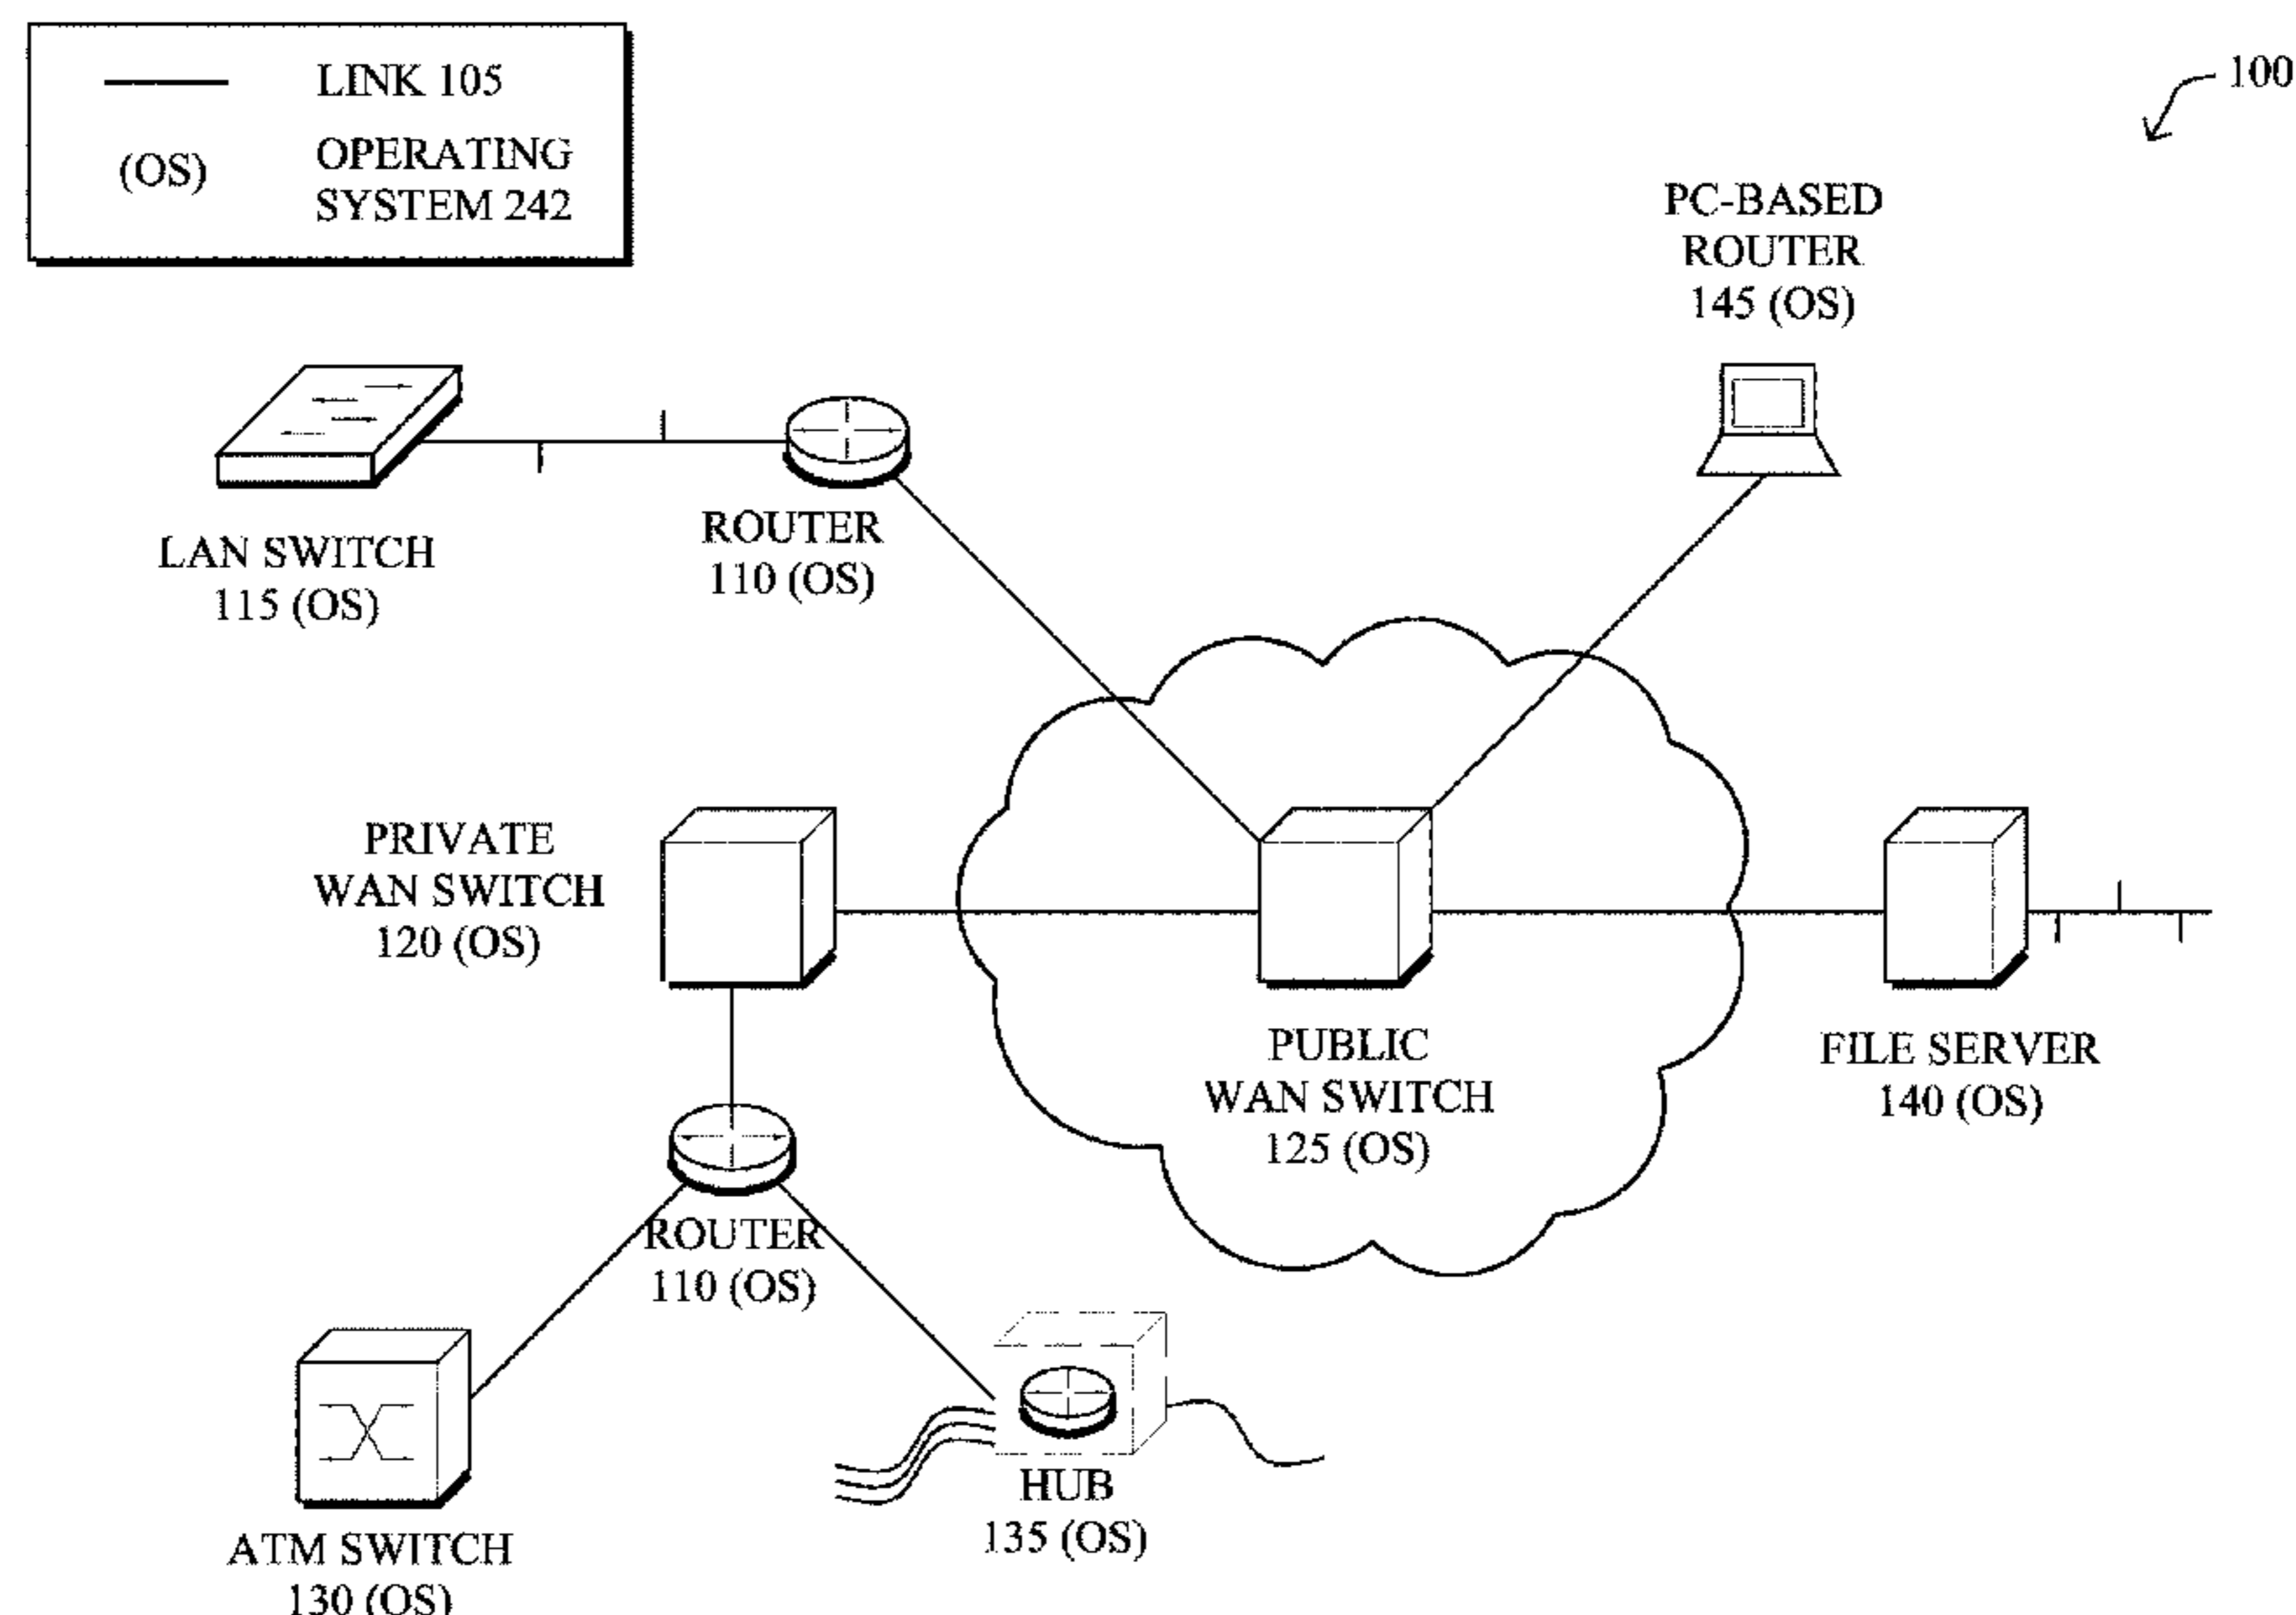 LINK 105
(OS)
OPERATING
SYSTEM 242
100
PC-BASED
ROUTER
145 (OS)
LAN SWITCH
115 (OS)
ROUTER
110 (OS)
PRIVATE
WAN SWITCH
120 (OS)
PUBLIC
WAN SWITCH
125 (OS)
FILE SERVER
140 (OS)
ROUTER
110 (OS)
HUB
135 (OS)
ATM SWITCH
130 (OS)